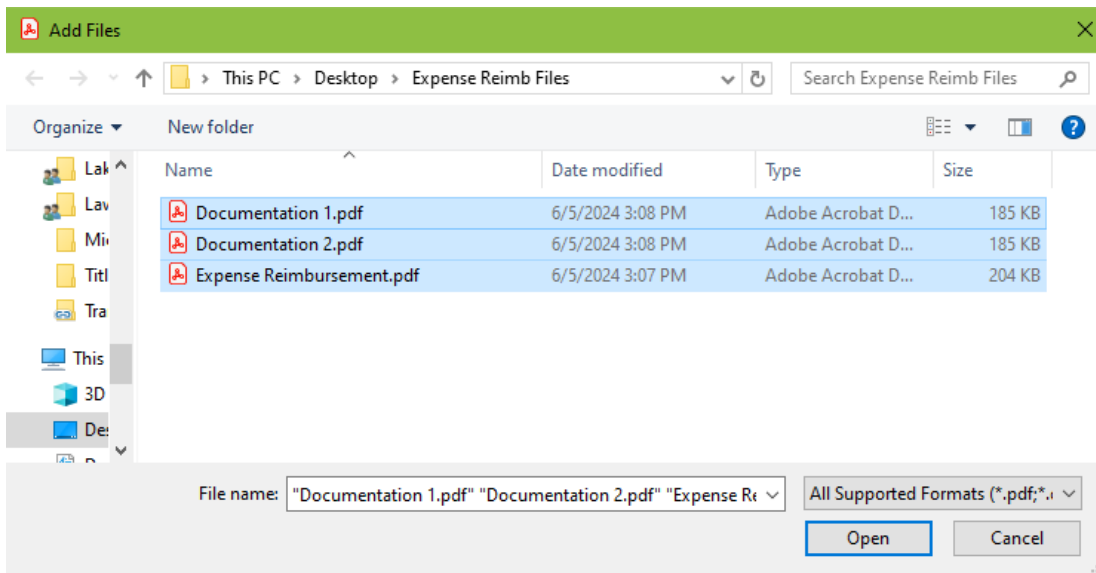 Add Files
This PC > Desktop > Expense Reimb Files
Search Expense Reimb Files
Organize
New folder
Name
Date modified
Type
Size
Lak
Lav
Titl
Tra
This
3D
Documentation 1.pdf 6/5/2024 3:08 PM Adobe Acrobat D... 185 KB
Documentation 2.pdf 6/5/2024 3:08 PM Adobe Acrobat D... 185 KB
Expense Reimbursement.pdf 6/5/2024 3:07 PM Adobe Acrobat D... 204 KB
File name: "Documentation 1.pdf" "Documentation 2.pdf" "Expense
All Supported Formats (*.pdf;*.
Open
Cancel